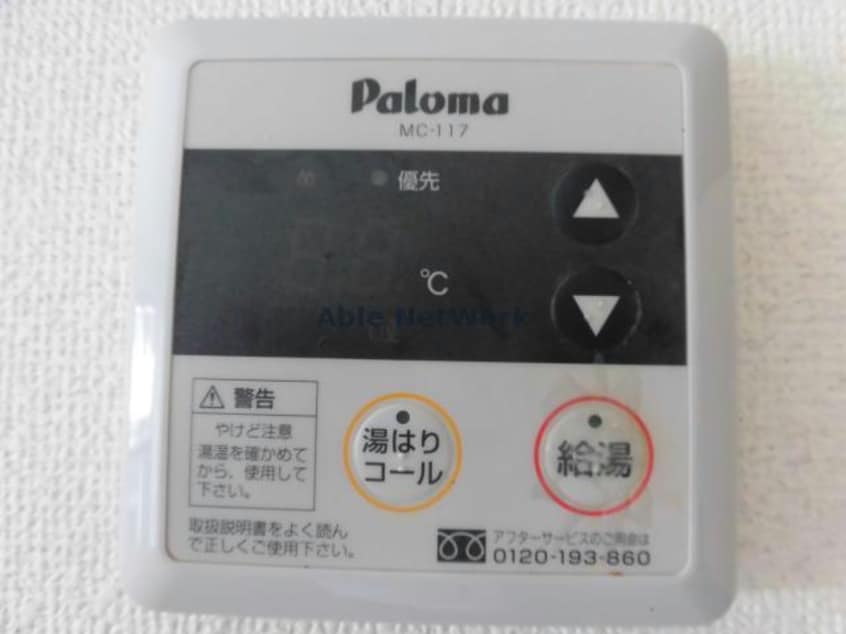 Paloma
MC-117
優先
℃
Able NetWork
警告
やけど注意
湯温を確かめて
から、使用して
下さい。
湯はり
コール
給湯
取扱説明書をよく読ん
で正しくご使用下さい。
アフターサービスのご用命は
0120-193-860